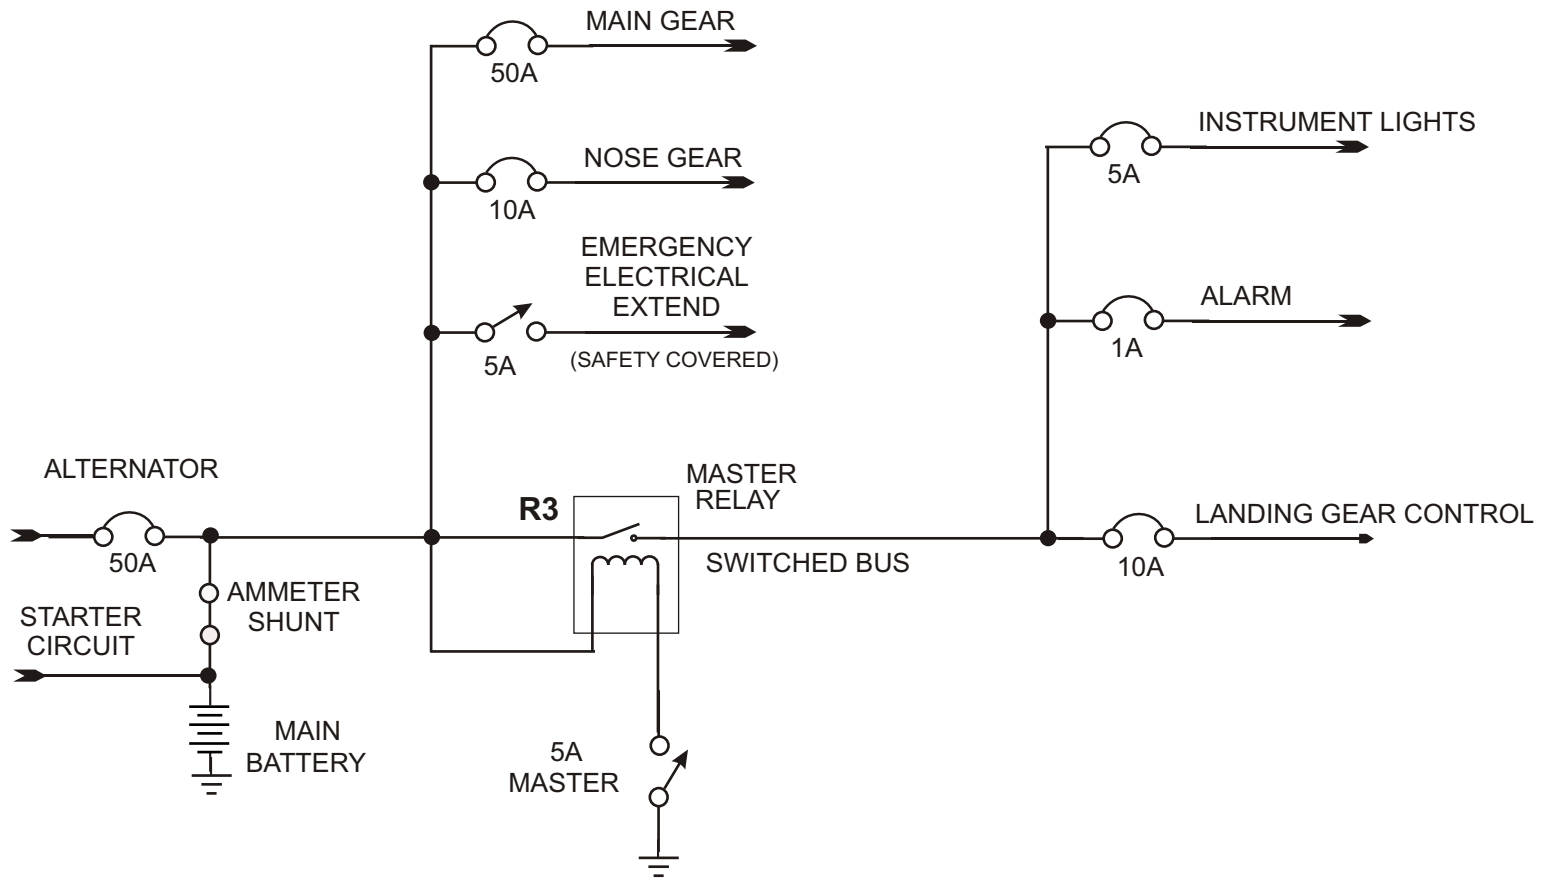 MAIN GEAR
50A
NOSE GEAR
10A
EMERGENCY
ELECTRICAL
EXTEND
5A
(SAFETY COVERED)
INSTRUMENT LIGHTS
5A
ALARM
1A
ALTERNATOR
50A
AMMETER
SHUNT
STARTER
CIRCUIT
MAIN
BATTERY
R3
MASTER
RELAY
SWITCHED BUS
LANDING GEAR CONTROL
10A
5A
MASTER